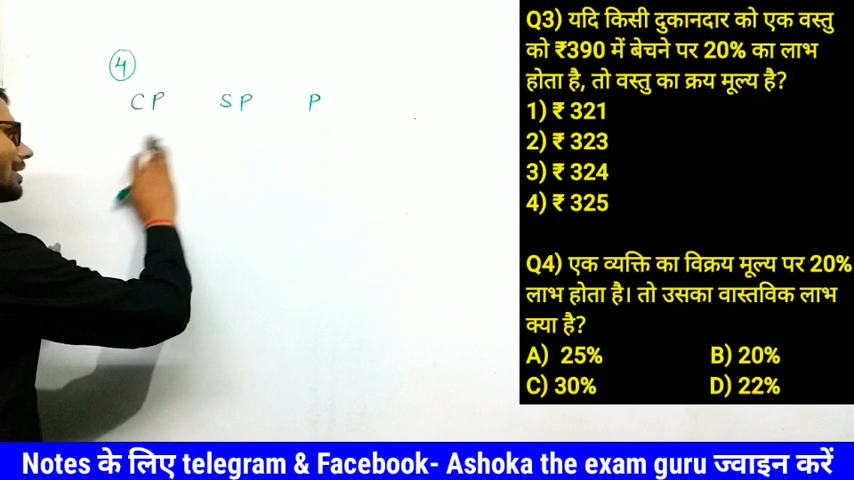 4
CP SP P
Q3) यदि किसी दुकानदार को एक वस्तु
को ₹390 में बेचने पर 20% का लाभ
होता है, तो वस्तु का क्रय मूल्य है?
1) ₹ 321
2) ₹ 323
3) ₹ 324
4) ₹ 325
Q4) एक व्यक्ति का विक्रय मूल्य पर 20%
लाभ होता है। तो उसका वास्तविक लाभ
क्या है?
A) 25% B) 20%
C) 30% D) 22%
Notes के लिए telegram & Facebook- Ashoka the exam guru ज्वाइन करें